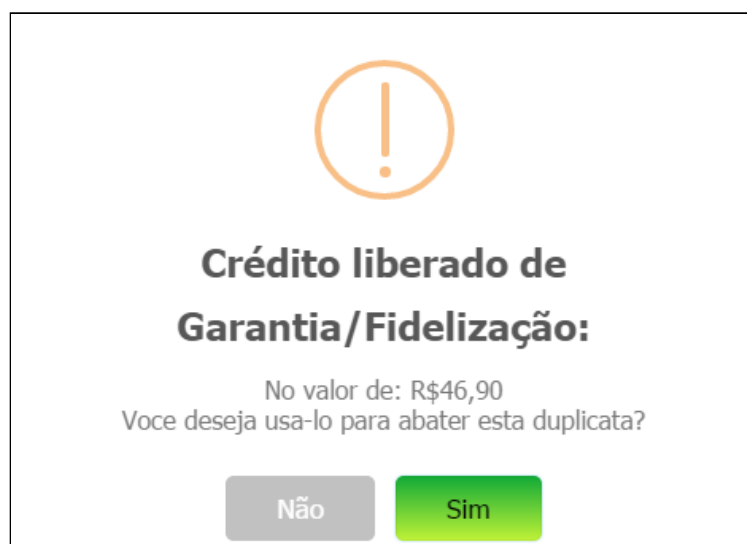 Crédito liberado de
Garantia/Fidelização:
No valor de: R$46,90
Voce deseja usa-lo para abater esta duplicata?
Não
Sim